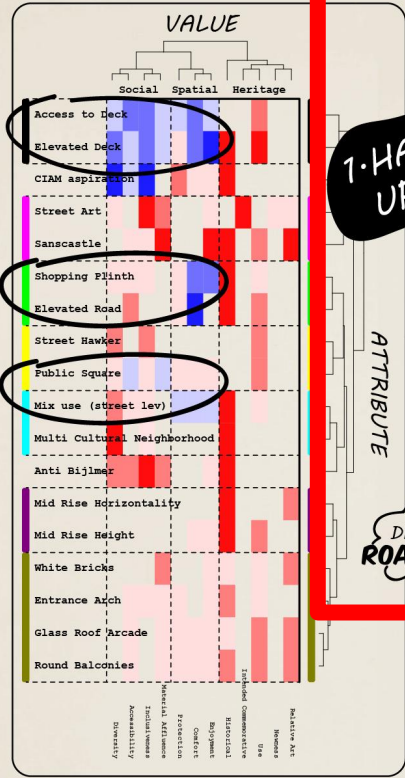 VALUE
Social Spatial Heritage
Access to Deck
Elevated Deck
CIAM aspiration
Street Art
Sanscastle
Shopping Plinth
Elevated Road
Street Hawker
Public Square
Mix use (street lev)
Multi Cultural Neighborhood
Anti Bijlmer
Mid Rise Horizontality
Mid Rise Height
White Bricks
Entrance Arch
Glass Roof Arcade
Round Balconies
Diversity
Accessibility
Inclusiveness
Material Affluence
Protection
Comfort
Enjoyment
Historical
Intended Commemorative
Use
Newness
Relative Art
ATTRIBUTE
1.HA